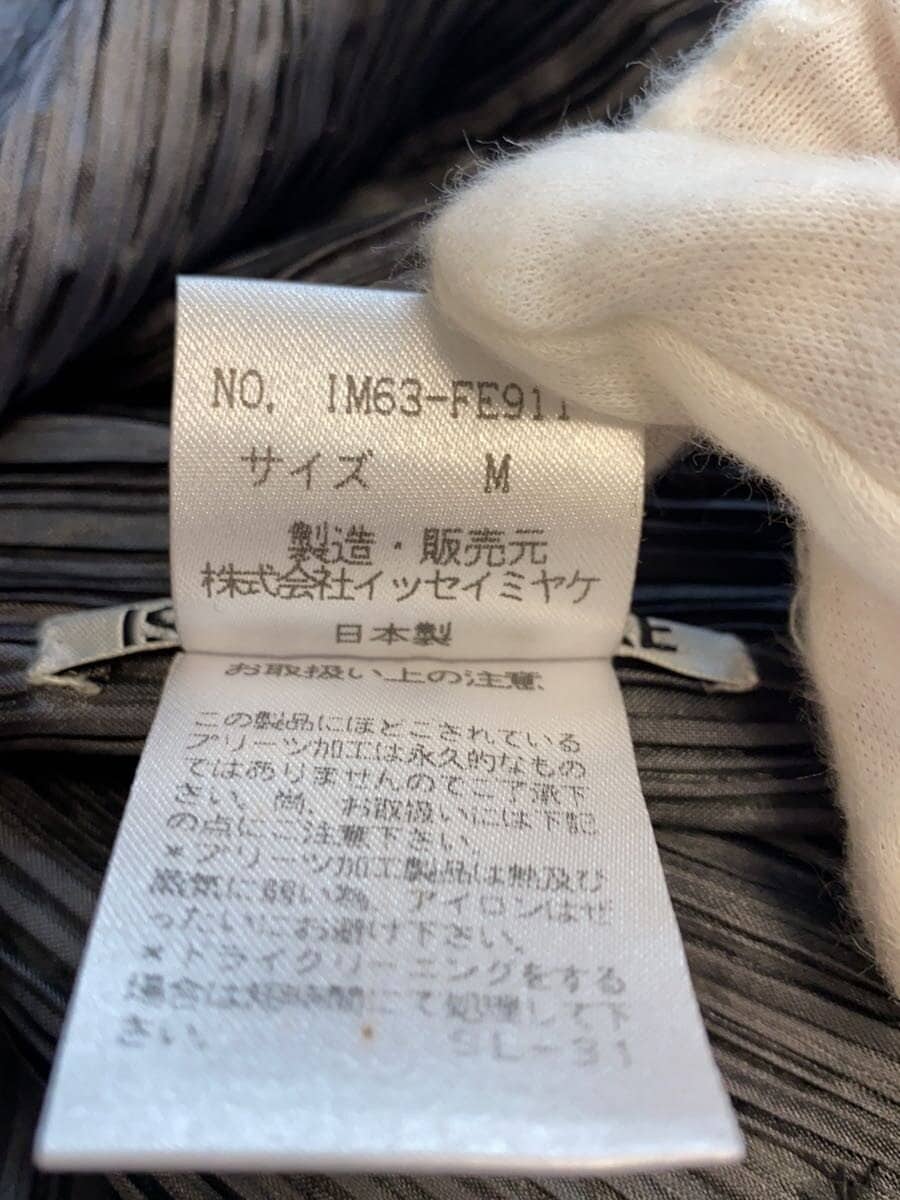 NO. IM63-FE911
サイズ M
製造・販売元
株式会社イッセイミヤケ
日本製
お取扱い上の注意
この製品にほどこされている
プリーツ加工は永久的なもの
ではありませんのでご了承下
さい。尚、お取扱いには下記
の点にご注意下さい。
*プリーツ加工製品は熱及び
蒸気に弱い為、アイロンはぜ
ったいにお避け下さい。
*ドライクリーニングをする
場合は短時間にて処理して下
さい。 SL-31